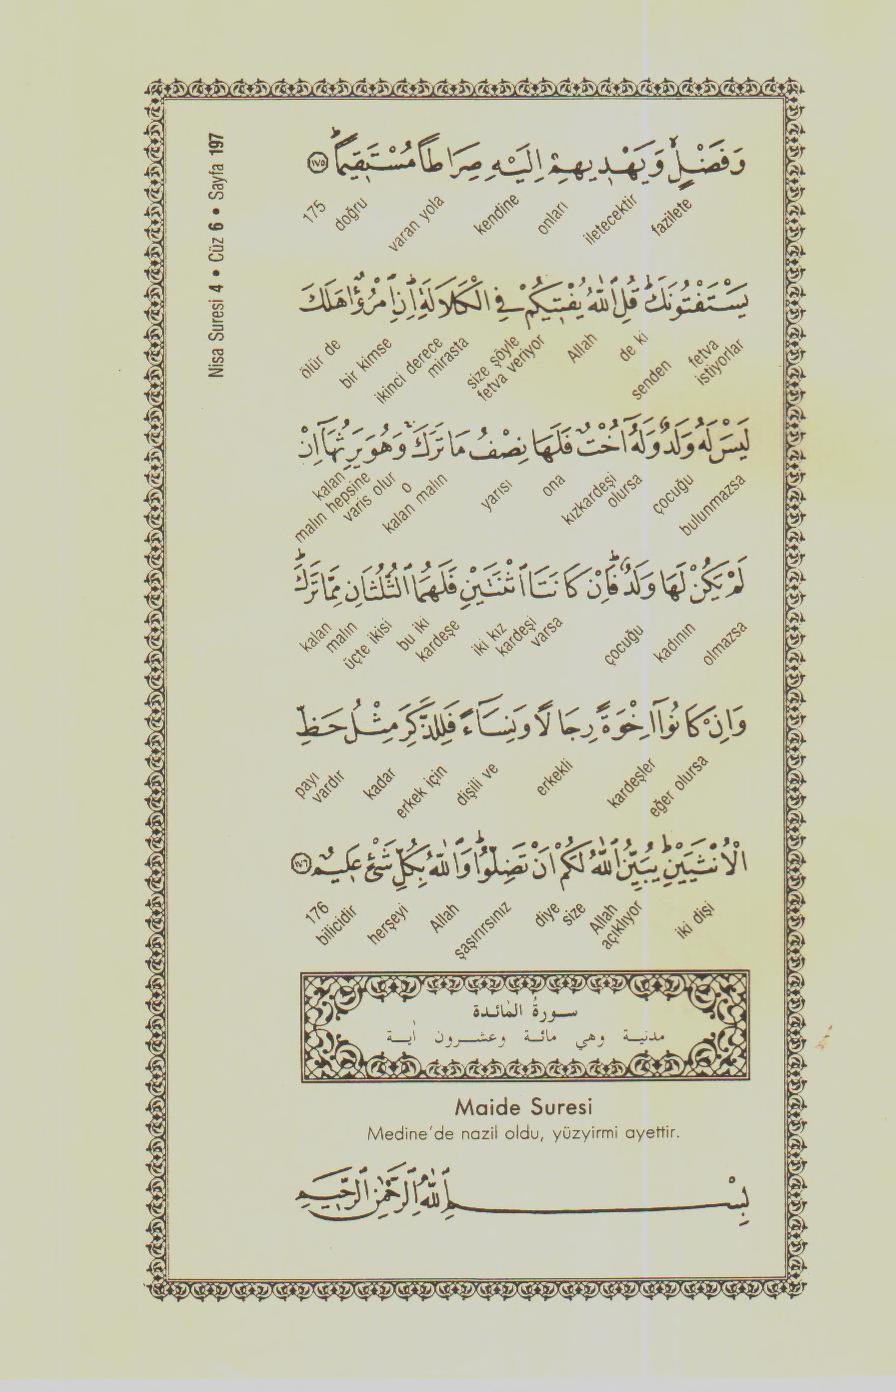 Nisa Suresi 4 • Cüz 6 • Sayfa 197
وَفَضْلٍ وَيَهْدِيهِمْ اِلَيْهِ صِرَاطًا مُسْتَقِيمًا ﴿١٧٥﴾
fazilete iletecektir onları kendine varan yola doğru 175
يَسْتَفْتُونَكَ قُلِ اللّٰهُ يُفْتِيكُمْ فِي الْكَلَالَةِ اِنِ امْرُؤٌا هَلَكَ
fetva istiyorlar senden de ki Allah size şöyle fetva veriyor ikinci derece mirasta bir kimse ölür de
لَيْسَ لَهُ وَلَدٌ وَلَهُٓ اُخْتٌ فَلَهَا نِصْفُ مَا تَرَكَ وَهُوَ يَرِثُهَٓا اِنْ
bulunmazsa çocuğu olursa kızkardeşi ona yarısı kalan malın o varis olur malın hepsine kalan
لَمْ يَكُنْ لَهَا وَلَدٌ فَاِنْ كَانَتَا اثْنَتَيْنِ فَلَهُمَا الثُّلُثَانِ مِمَّا تَرَكَ
olmazsa kadının çocuğu varsa iki kız kardeşi bu iki kardeşe üçte ikisi malın kalan
وَاِنْ كَانُٓوا اِخْوَةً رِجَالًا وَنِسَٓاءً فَلِلذَّكَرِ مِثْلُ حَظِّ
eğer olursa kardeşler erkekli dişili ve erkek için kadar payı vardır
الْاُنْثَيَيْنِ يُبَيِّنُ اللّٰهُ لَكُمْ اَنْ تَضِلُّوا وَاللّٰهُ بِكُلِّ شَيْءٍ عَلِيمٌ ﴿١٧٦﴾
iki dişi Allah açıklıyor size diye şaşırırsınız Allah herşeyi bilicidir 176
سورة المائدة
مدنية وهي مائة وعشرون اٰية
Maide Suresi
Medine'de nazil oldu, yüzyirmi ayettir.
بِسْمِ اللّٰهِ الرَّحْمٰنِ الرَّحِيمِ